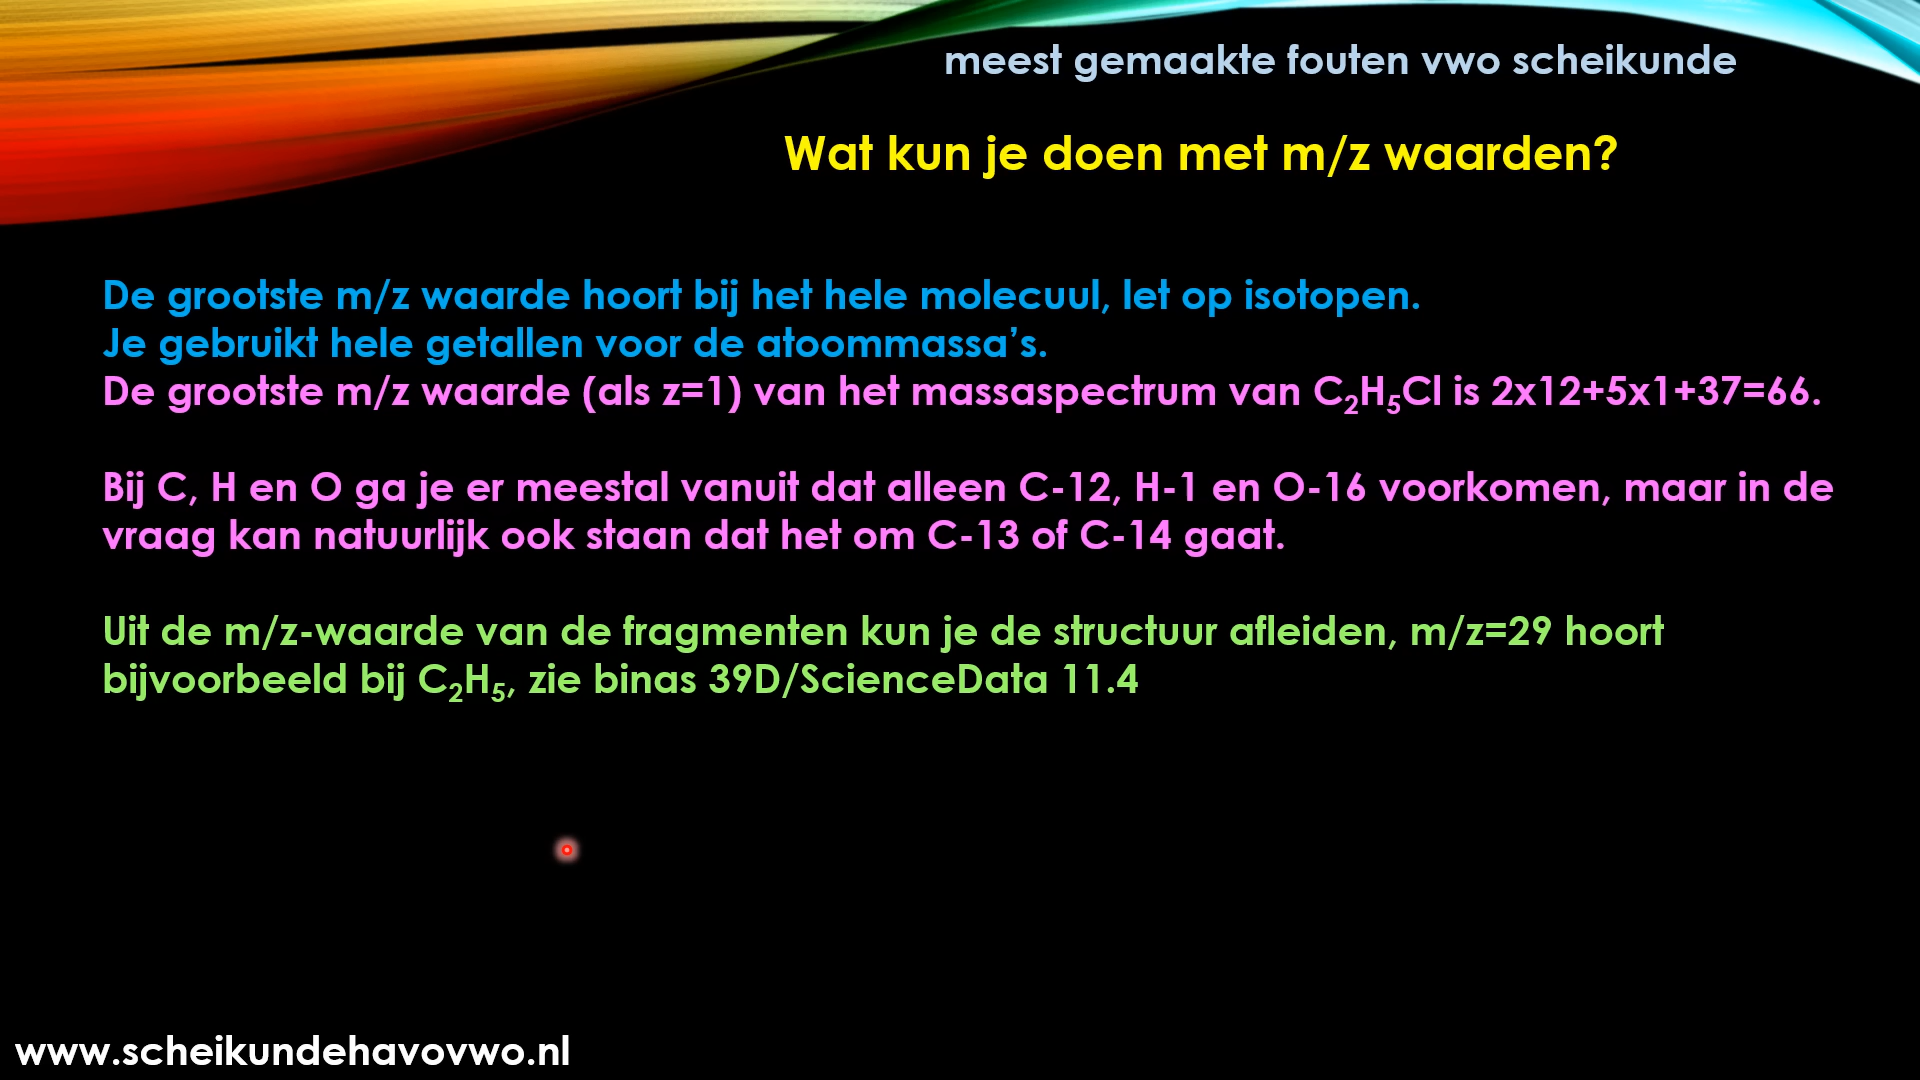 meest gemaakte fouten vwo scheikunde
Wat kun je doen met m/z waarden?
De grootste m/z waarde hoort bij het hele molecuul, let op isotopen.
Je gebruikt hele getallen voor de atoommassa’s.
De grootste m/z waarde (als z=1) van het massaspectrum van C₂H₅Cl is 2x12+5x1+37=66.
Bij C, H en O ga je er meestal vanuit dat alleen C-12, H-1 en O-16 voorkomen, maar in de
vraag kan natuurlijk ook staan dat het om C-13 of C-14 gaat.
Uit de m/z-waarde van de fragmenten kun je de structuur afleiden, m/z=29 hoort
bijvoorbeeld bij C₂H₅, zie binas 39D/ScienceData 11.4
www.scheikundehavovwo.nl